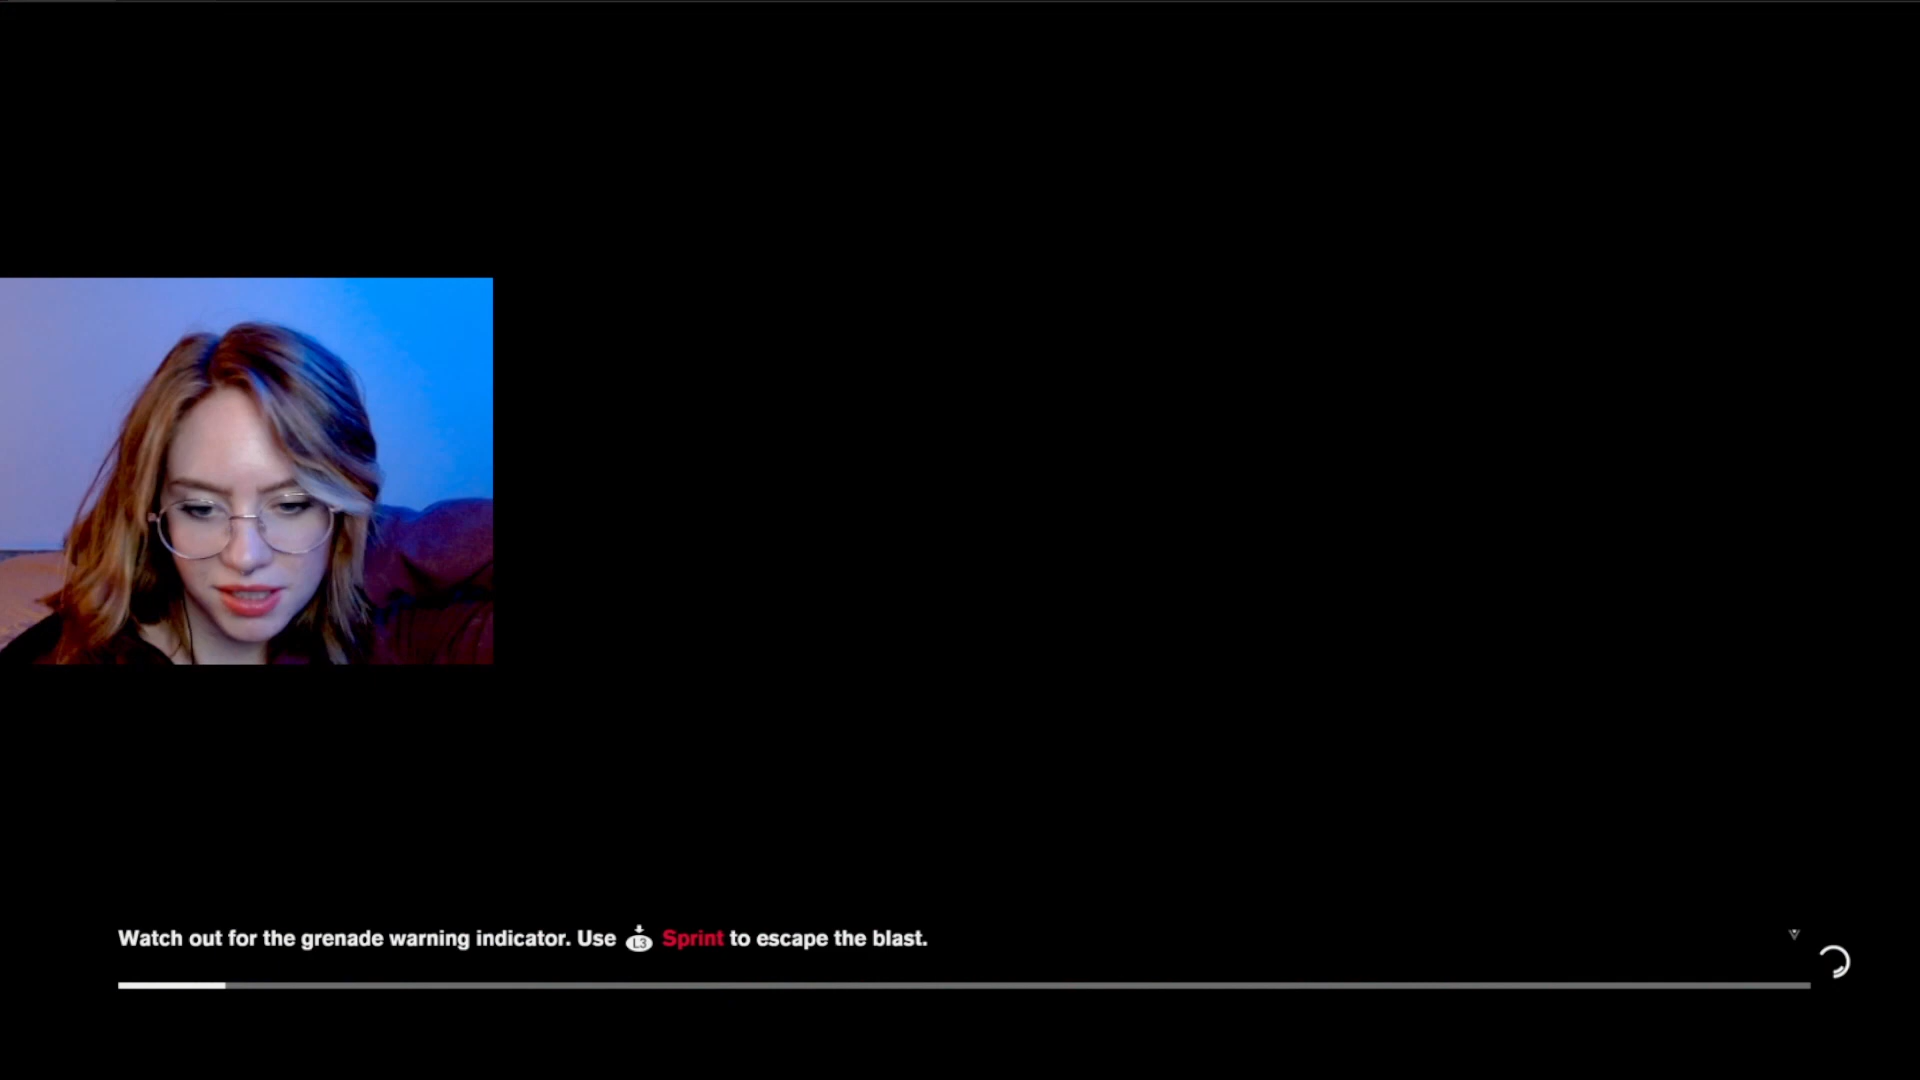 Watch out for the grenade warning indicator. Use L3 Sprint to escape the blast.